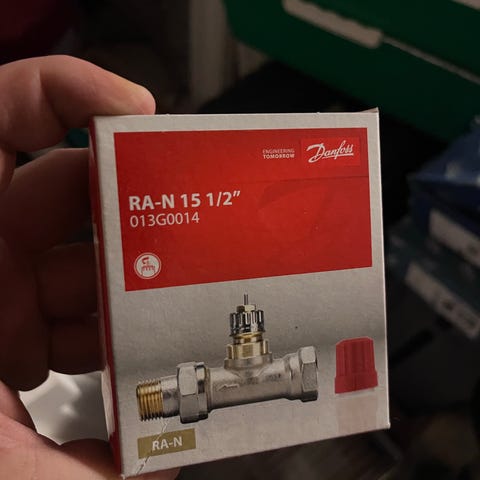 ENGINEERING
TOMORROW
Danfoss
RA-N 15 1/2”
013G0014
RA-N